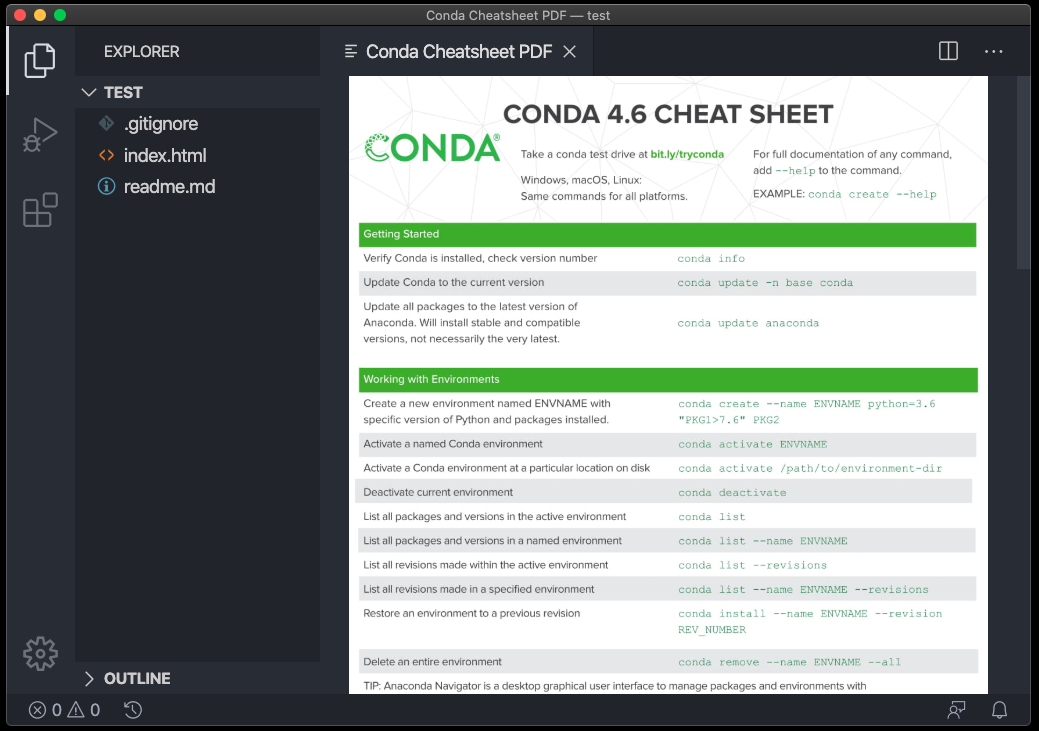 Conda Cheatsheet PDF — test
EXPLORER
Conda Cheatsheet PDF
TEST
.gitignore
index.html
readme.md
OUTLINE
0 0
CONDA 4.6 CHEAT SHEET
CONDA®
Take a conda test drive at bit.ly/tryconda
Windows, macOS, Linux:
Same commands for all platforms.
For full documentation of any command,
add --help to the command.
EXAMPLE: conda create --help
Getting Started
Verify Conda is installed, check version number conda info
Update Conda to the current version conda update -n base conda
Update all packages to the latest version of
Anaconda. Will install stable and compatible conda update anaconda
versions, not necessarily the very latest.
Working with Environments
Create a new environment named ENVNAME with conda create --name ENVNAME python=3.6
specific version of Python and packages installed. "PKG1>7.6" PKG2
Activate a named Conda environment conda activate ENVNAME
Activate a Conda environment at a particular location on disk conda activate /path/to/environment-dir
Deactivate current environment conda deactivate
List all packages and versions in the active environment conda list
List all packages and versions in a named environment conda list --name ENVNAME
List all revisions made within the active environment conda list --revisions
List all revisions made in a specified environment conda list --name ENVNAME --revisions
Restore an environment to a previous revision conda install --name ENVNAME --revision
REV_NUMBER
Delete an entire environment conda remove --name ENVNAME --all
TIP: Anaconda Navigator is a desktop graphical user interface to manage packages and environments with